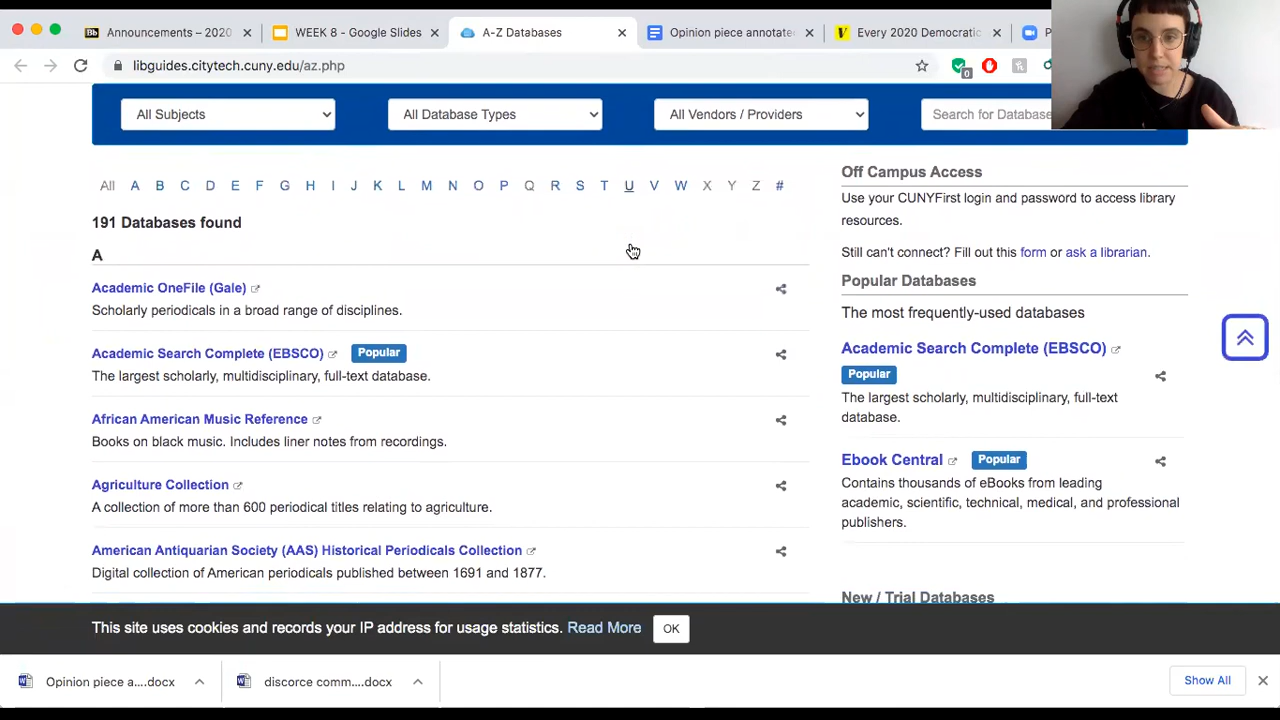 Announcements – 2020
WEEK 8 - Google Slides
A-Z Databases
Opinion piece annotate
Every 2020 Democrati
libguides.citytech.cuny.edu/az.php
0
All Subjects
All Database Types
All Vendors / Providers
Search for Database
All A B C D E F G H I J K L M N O P Q R S T U V W X Y Z #
191 Databases found
A
Academic OneFile (Gale)
Scholarly periodicals in a broad range of disciplines.
Academic Search Complete (EBSCO) Popular
The largest scholarly, multidisciplinary, full-text database.
African American Music Reference
Books on black music. Includes liner notes from recordings.
Agriculture Collection
A collection of more than 600 periodical titles relating to agriculture.
American Antiquarian Society (AAS) Historical Periodicals Collection
Digital collection of American periodicals published between 1691 and 1877.
Off Campus Access
Use your CUNYFirst login and password to access library
resources.
Still can't connect? Fill out this form or ask a librarian.
Popular Databases
The most frequently-used databases
Academic Search Complete (EBSCO)
Popular
The largest scholarly, multidisciplinary, full-text
database.
Ebook Central Popular
Contains thousands of eBooks from leading
academic, scientific, technical, medical, and professional
publishers.
New / Trial Databases
This site uses cookies and records your IP address for usage statistics. Read More OK
Opinion piece a....docx
discorce comm....docx
Show All